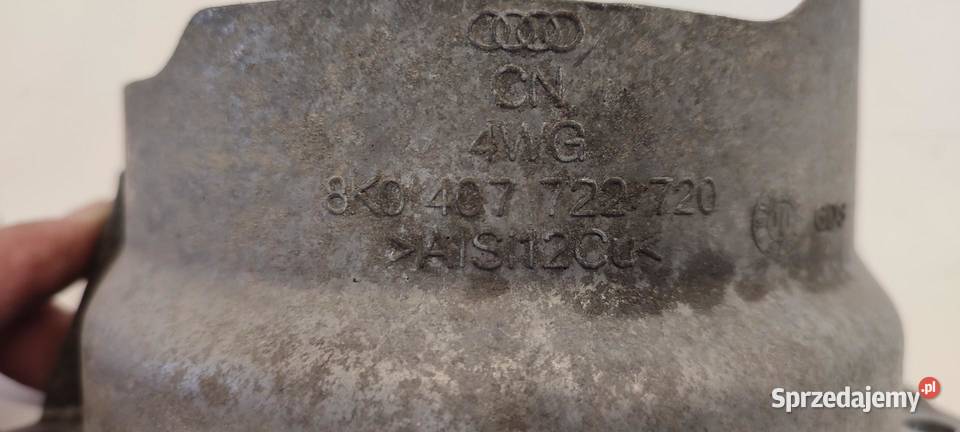 CN
4WG
8K0 407 722 720
>AlSi12Cu<
Sprzedajemy.pl